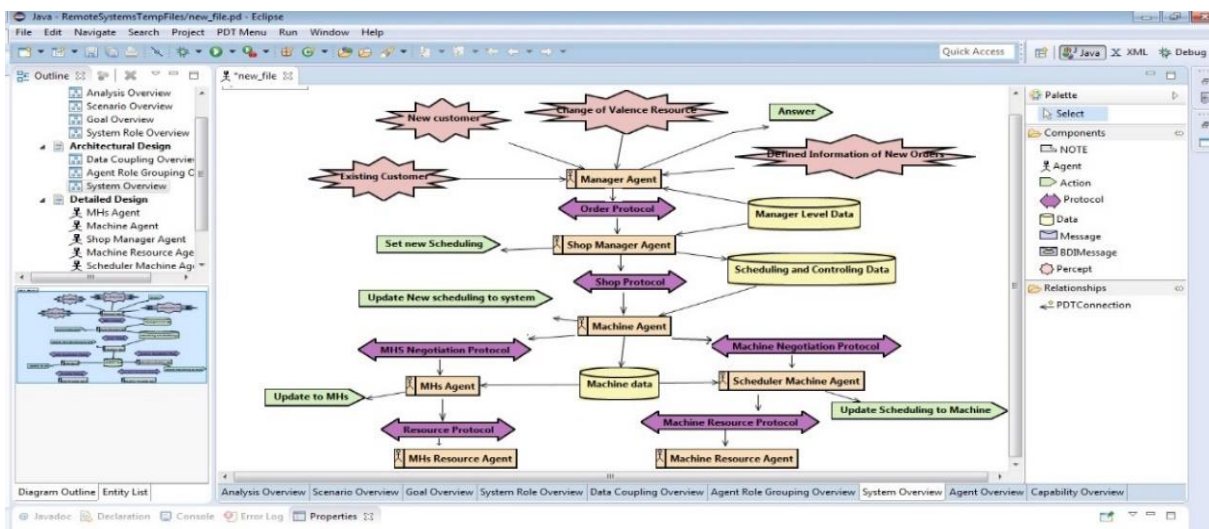 Java - RemoteSystemsTempFiles/new_file.pd - Eclipse
File Edit Navigate Search Project PDT Menu Run Window Help
Quick Access
Java XML Debug
Outline
Analysis Overview
Scenario Overview
Goal Overview
System Role Overview
Architectural Design
Data Coupling Overview
Agent Role Grouping C
System Overview
Detailed Design
MHs Agent
Machine Agent
Shop Manager Agent
Machine Resource Age
Scheduler Machine Ag
Diagram Outline Entity List
*new_file
New customer
Change of Valence Resource
Answer
Existing Customer
Defined Information of New Orders
Manager Agent
Order Protocol
Manager Level Data
Set new Scheduling
Shop Manager Agent
Scheduling and Controling Data
Shop Protocol
Update New scheduling to system
Machine Agent
MHS Negotiation Protocol
Machine Negotiation Protocol
MHs Agent
Machine data
Scheduler Machine Agent
Update to MHs
Update Scheduling to Machine
Resource Protocol
Machine Resource Protocol
MHs Resource Agent
Machine Resource Agent
Palette
Select
Components
NOTE
Agent
Action
Protocol
Data
Message
BDIMessage
Percept
Relationships
PDTConnection
Analysis Overview Scenario Overview Goal Overview System Role Overview Data Coupling Overview Agent Role Grouping Overview System Overview Agent Overview Capability Overview
Javadoc Declaration Console Error Log Properties